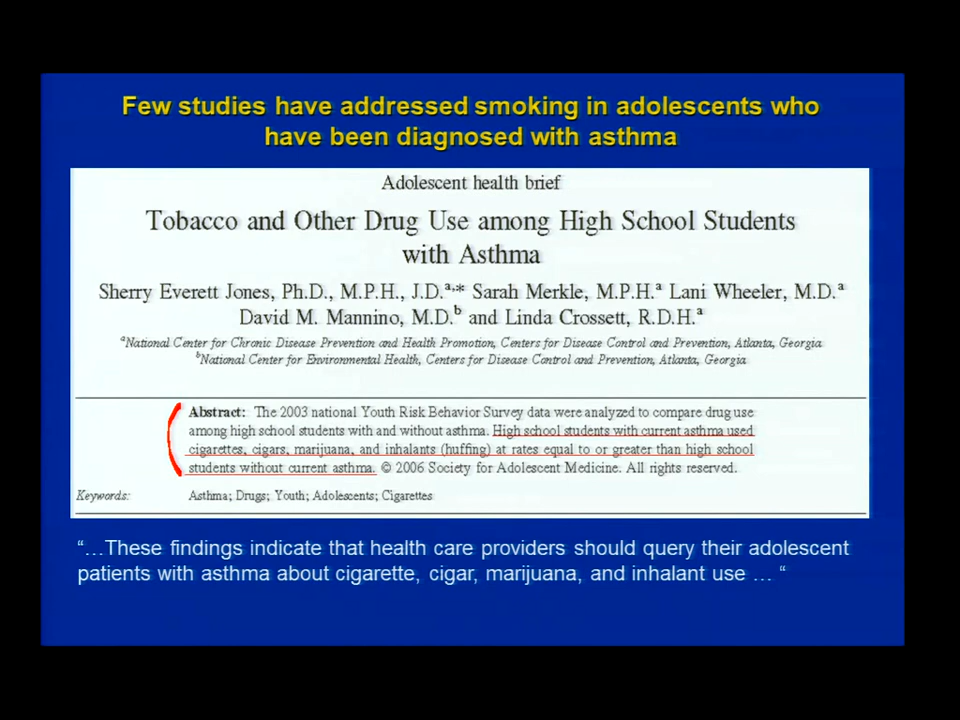 Few studies have addressed smoking in adolescents who
have been diagnosed with asthma
Adolescent health brief
Tobacco and Other Drug Use among High School Students
with Asthma
Sherry Everett Jones, Ph.D., M.P.H., J.D.ᵃ,* Sarah Merkle, M.P.H.ᵃ Lani Wheeler, M.D.ᵃ
David M. Mannino, M.D.ᵇ and Linda Crossett, R.D.H.ᵃ
ᵃNational Center for Chronic Disease Prevention and Health Promotion, Centers for Disease Control and Prevention, Atlanta, Georgia
ᵇNational Center for Environmental Health, Centers for Disease Control and Prevention, Atlanta, Georgia
Abstract: The 2003 national Youth Risk Behavior Survey data were analyzed to compare drug use
among high school students with and without asthma. High school students with current asthma used
cigarettes, cigars, marijuana, and inhalants (huffing) at rates equal to or greater than high school
students without current asthma. © 2006 Society for Adolescent Medicine. All rights reserved.
Keywords: Asthma; Drugs; Youth; Adolescents; Cigarettes
“…These findings indicate that health care providers should query their adolescent
patients with asthma about cigarette, cigar, marijuana, and inhalant use … “